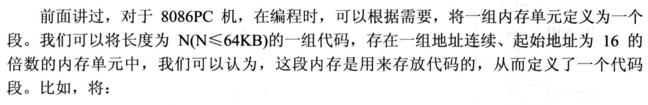 前面讲过，对于 8086PC 机，在编程时，可以根据需要，将一组内存单元定义为一个
段。我们可以将长度为 N(N≤64KB)的一组代码，存在一组地址连续、起始地址为 16 的
倍数的内存单元中，我们可以认为，这段内存是用来存放代码的，从而定义了一个代码
段。比如，将：